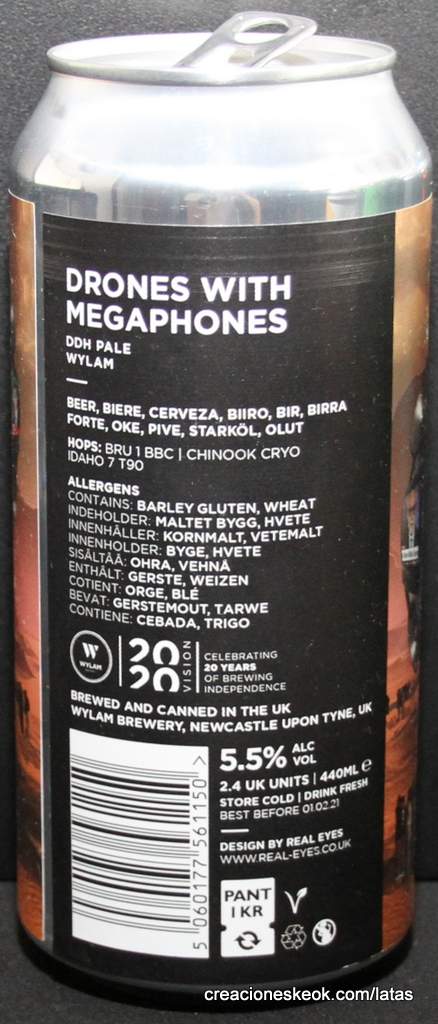 DRONES WITH
MEGAPHONES
DDH PALE
WYLAM
BEER, BIERE, CERVEZA, BIIRO, BIR, BIRRA
FORTE, OKE, PIVE, STARKÖL, OLUT
HOPS: BRU 1 BBC | CHINOOK CRYO
IDAHO 7 T90
ALLERGENS
CONTAINS: BARLEY GLUTEN, WHEAT
INDEHOLDER: MALTET BYGG, HVETE
INNEHÅLLER: KORNMALT, VETEMALT
INNENHOLDER: BYGE, HVETE
SISÄLTÄÄ: OHRA, VEHNÄ
ENTHÄLT: GERSTE, WEIZEN
COTIENT: ORGE, BLÉ
BEVAT: GERSTEMOUT, TARWE
CONTIENE: CEBADA, TRIGO
W
WYLAM
2020
VISION
CELEBRATING
20 YEARS
OF BREWING
INDEPENDENCE
BREWED AND CANNED IN THE UK
WYLAM BREWERY, NEWCASTLE UPON TYNE, UK
5.5% ALC
VOL
2.4 UK UNITS | 440ML e
STORE COLD | DRINK FRESH
BEST BEFORE 01.02.21
DESIGN BY REAL EYES
WWW.REAL-EYES.CO.UK
5 060177 561150 >
PANT
1 KR
V
creacioneskeok.com/latas